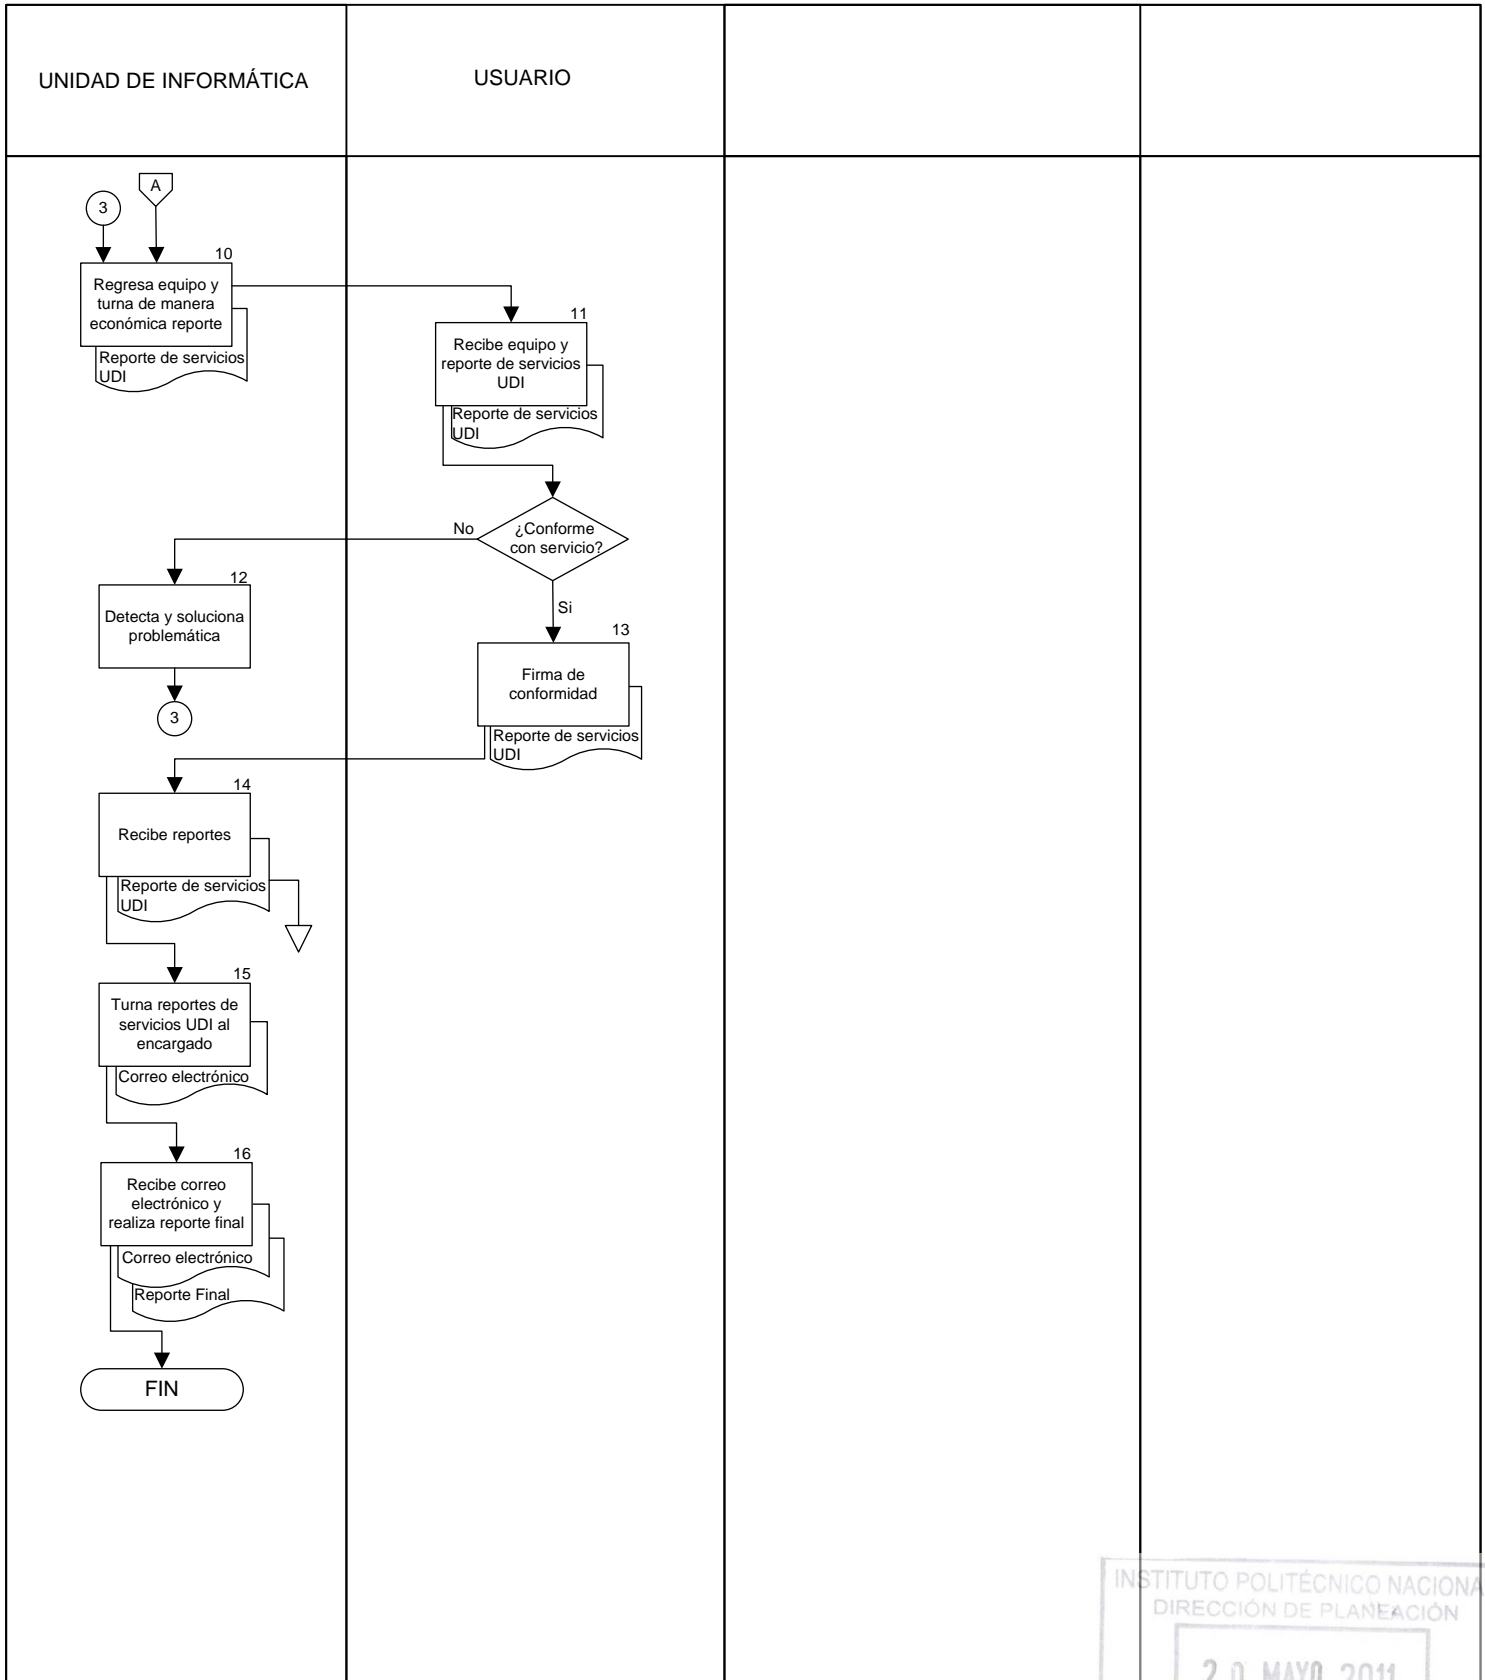 UNIDAD DE INFORMÁTICA
USUARIO
A
3
10
Regresa equipo y
turna de manera
económica reporte
Reporte de servicios
UDI
11
Recibe equipo y
reporte de servicios
UDI
Reporte de servicios
UDI
¿Conforme
con servicio?
No
Si
12
Detecta y soluciona
problemática
3
13
Firma de
conformidad
Reporte de servicios
UDI
14
Recibe reportes
Reporte de servicios
UDI
15
Turna reportes de
servicios UDI al
encargado
Correo electrónico
16
Recibe correo
electrónico y
realiza reporte final
Correo electrónico
Reporte Final
FIN
INSTITUTO POLITÉCNICO NACIONA
DIRECCIÓN DE PLANEACIÓN
20 MAYO 2011